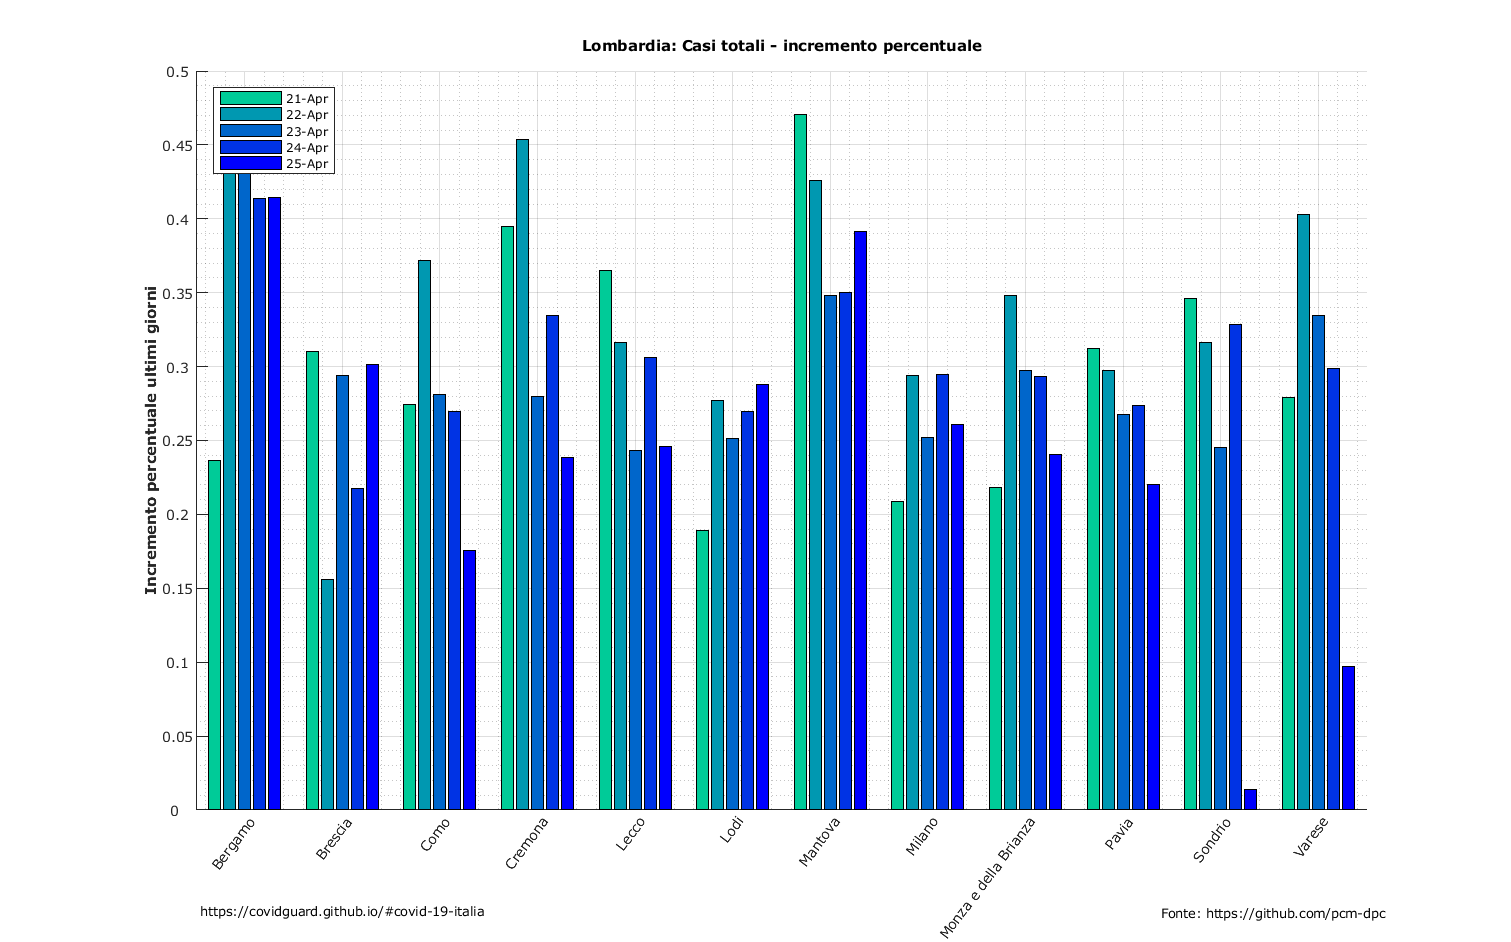 Lombardia: Casi totali - incremento percentuale
Incremento percentuale ultimi giorni
0.5
0.45
0.4
0.35
0.3
0.25
0.2
0.15
0.1
0.05
0
21-Apr
22-Apr
23-Apr
24-Apr
25-Apr
Bergamo
Brescia
Como
Cremona
Lecco
Lodi
Mantova
Milano
Monza e della Brianza
Pavia
Sondrio
Varese
https://covidguard.github.io/#covid-19-italia
Fonte: https://github.com/pcm-dpc